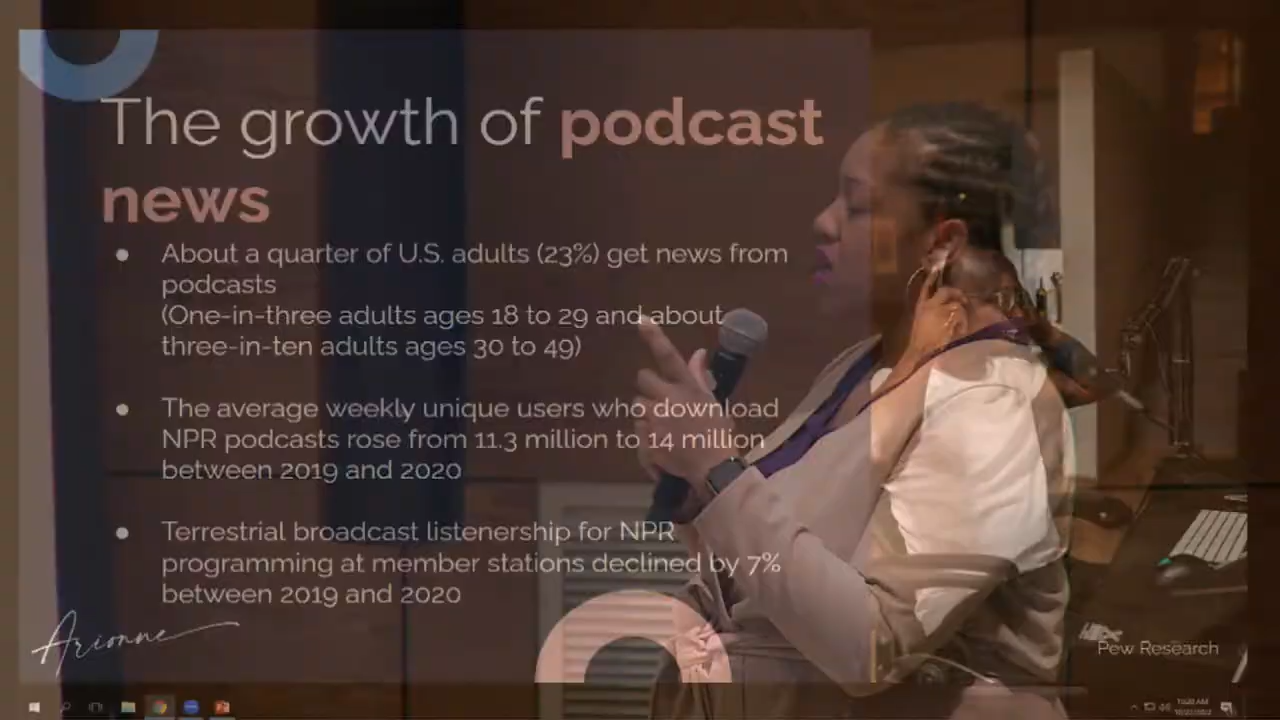 The growth of podcast
news
● About a quarter of U.S. adults (23%) get news from
podcasts
(One-in-three adults ages 18 to 29 and about
three-in-ten adults ages 30 to 49)
● The average weekly unique users who download
NPR podcasts rose from 11.3 million to 14 million
between 2019 and 2020
● Terrestrial broadcast listenership for NPR
programming at member stations declined by 7%
between 2019 and 2020
Arionne
Pew Research